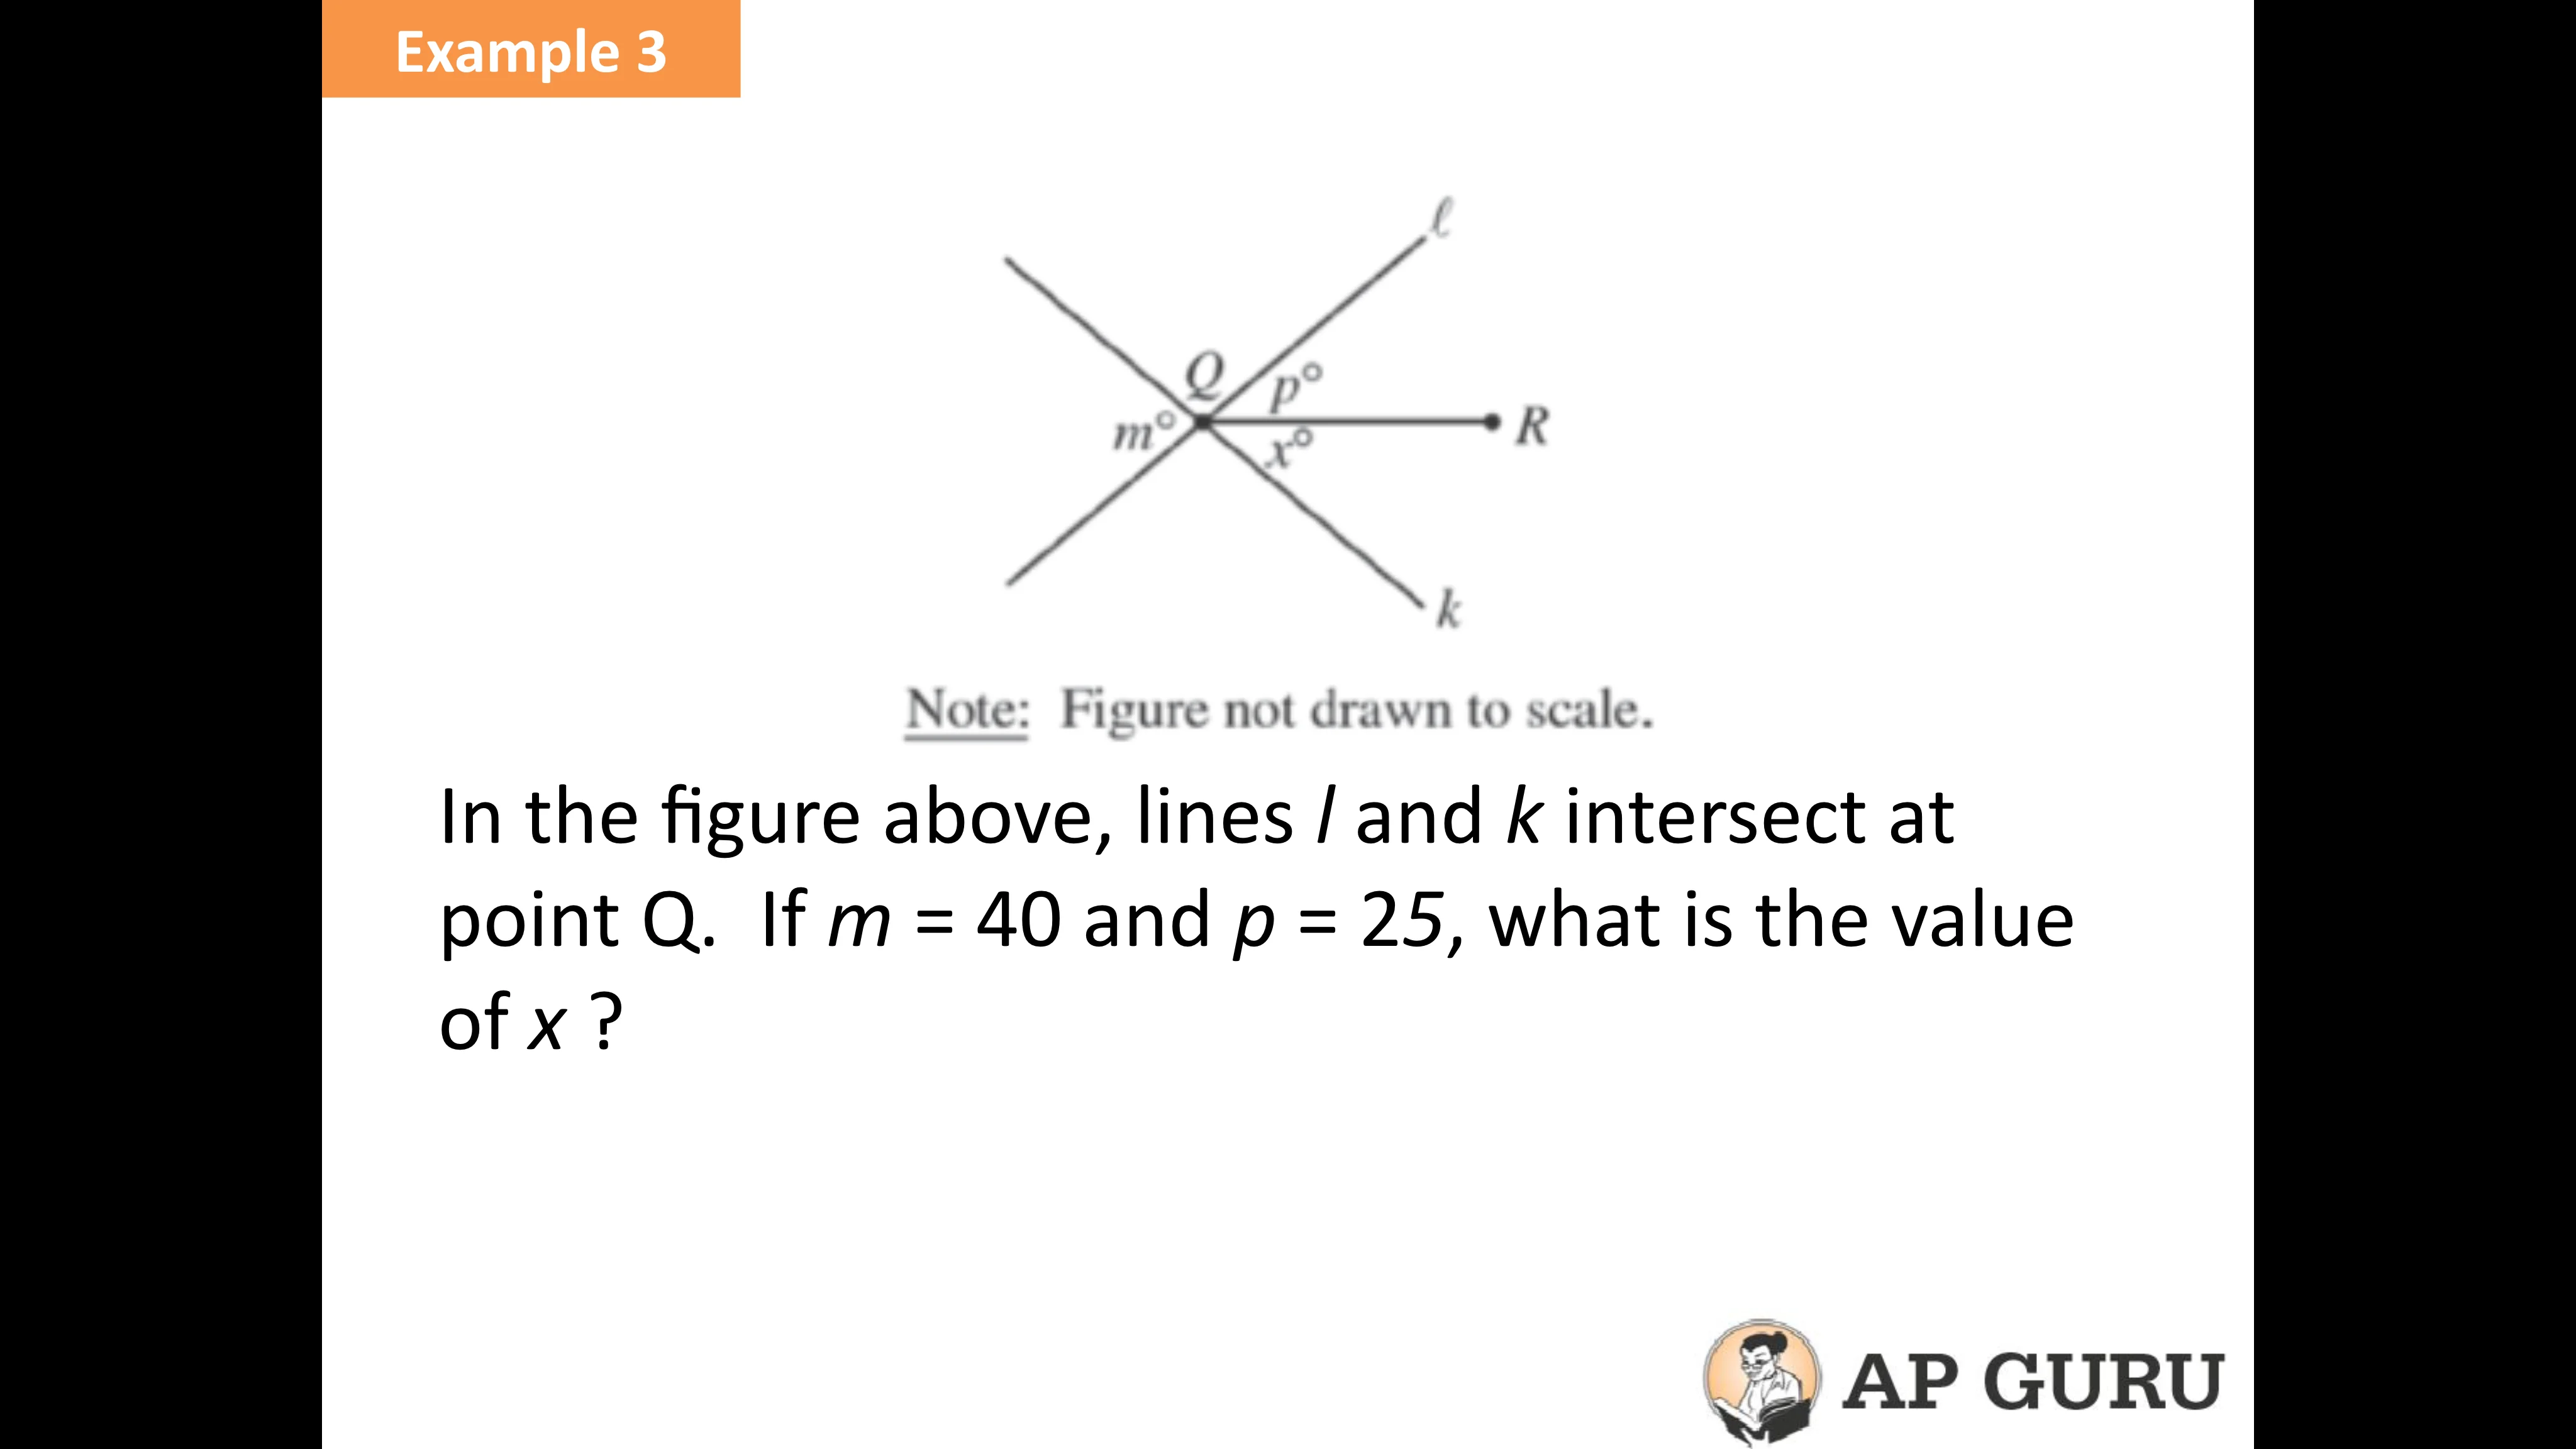 Example 3
ℓ
Q
p°
m°
R
x°
k
Note: Figure not drawn to scale.
In the figure above, lines l and k intersect at
point Q. If m = 40 and p = 25, what is the value
of x ?
AP GURU